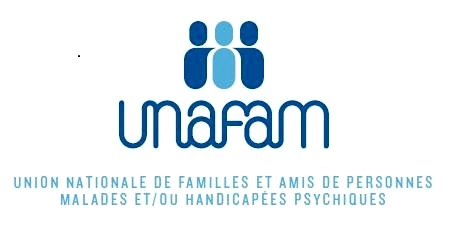 unafam
UNION NATIONALE DE FAMILLES ET AMIS DE PERSONNES
MALADES ET/OU HANDICAPÉES PSYCHIQUES